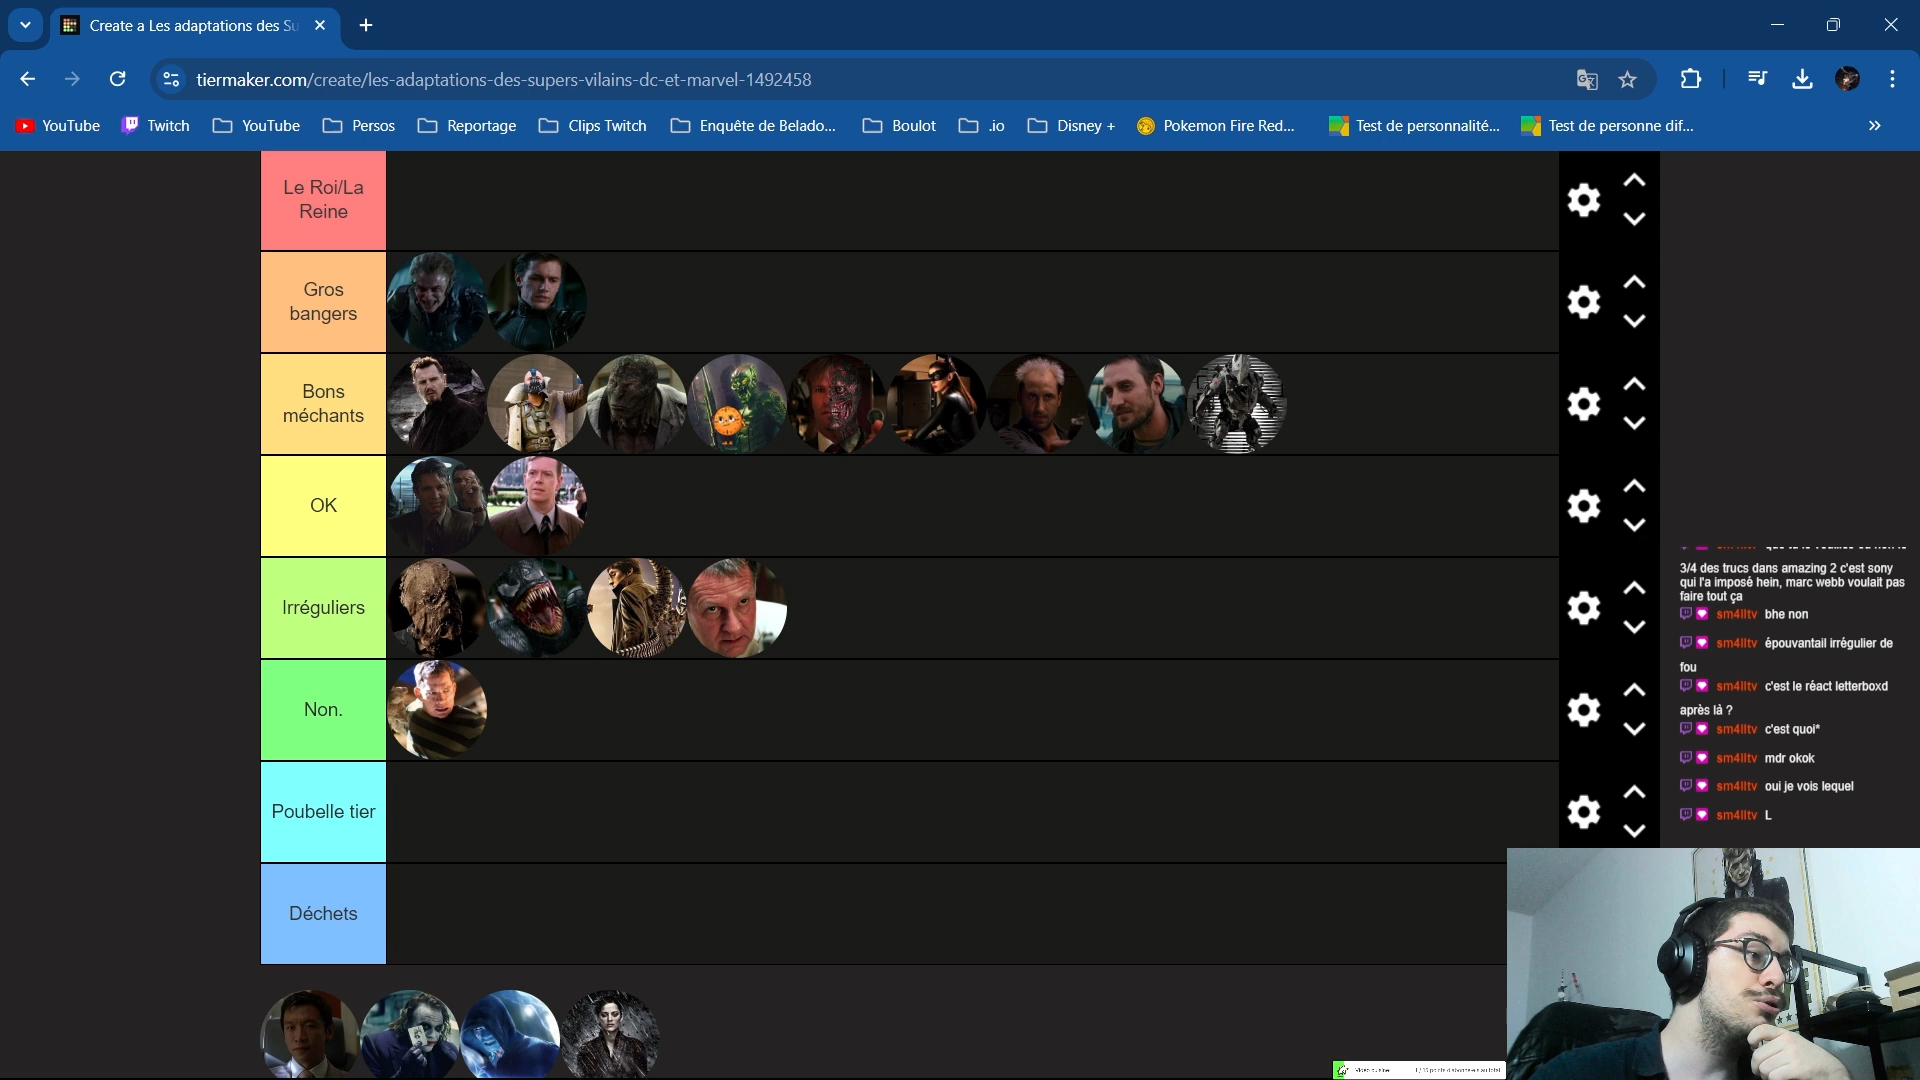 Create a Les adaptations des Su
tiermaker.com/create/les-adaptations-des-supers-vilains-dc-et-marvel-1492458
YouTube
Twitch
YouTube
Persos
Reportage
Clips Twitch
Enquête de Belado...
Boulot
.io
Disney +
Pokemon Fire Red...
Test de personnalité...
Test de personne dif...
Le Roi/La
Reine
Gros
bangers
Bons
méchants
OK
Irréguliers
Non.
Poubelle tier
Déchets
3/4 des trucs dans amazing 2 c'est sony
qui l'a imposé hein, marc webb voulait pas
faire tout ça
sm4lltv bhe non
sm4lltv épouvantail irrégulier de
fou
sm4lltv c'est le réact letterboxd
après là ?
sm4lltv c'est quoi*
sm4lltv mdr okok
sm4lltv oui je vois lequel
sm4lltv L